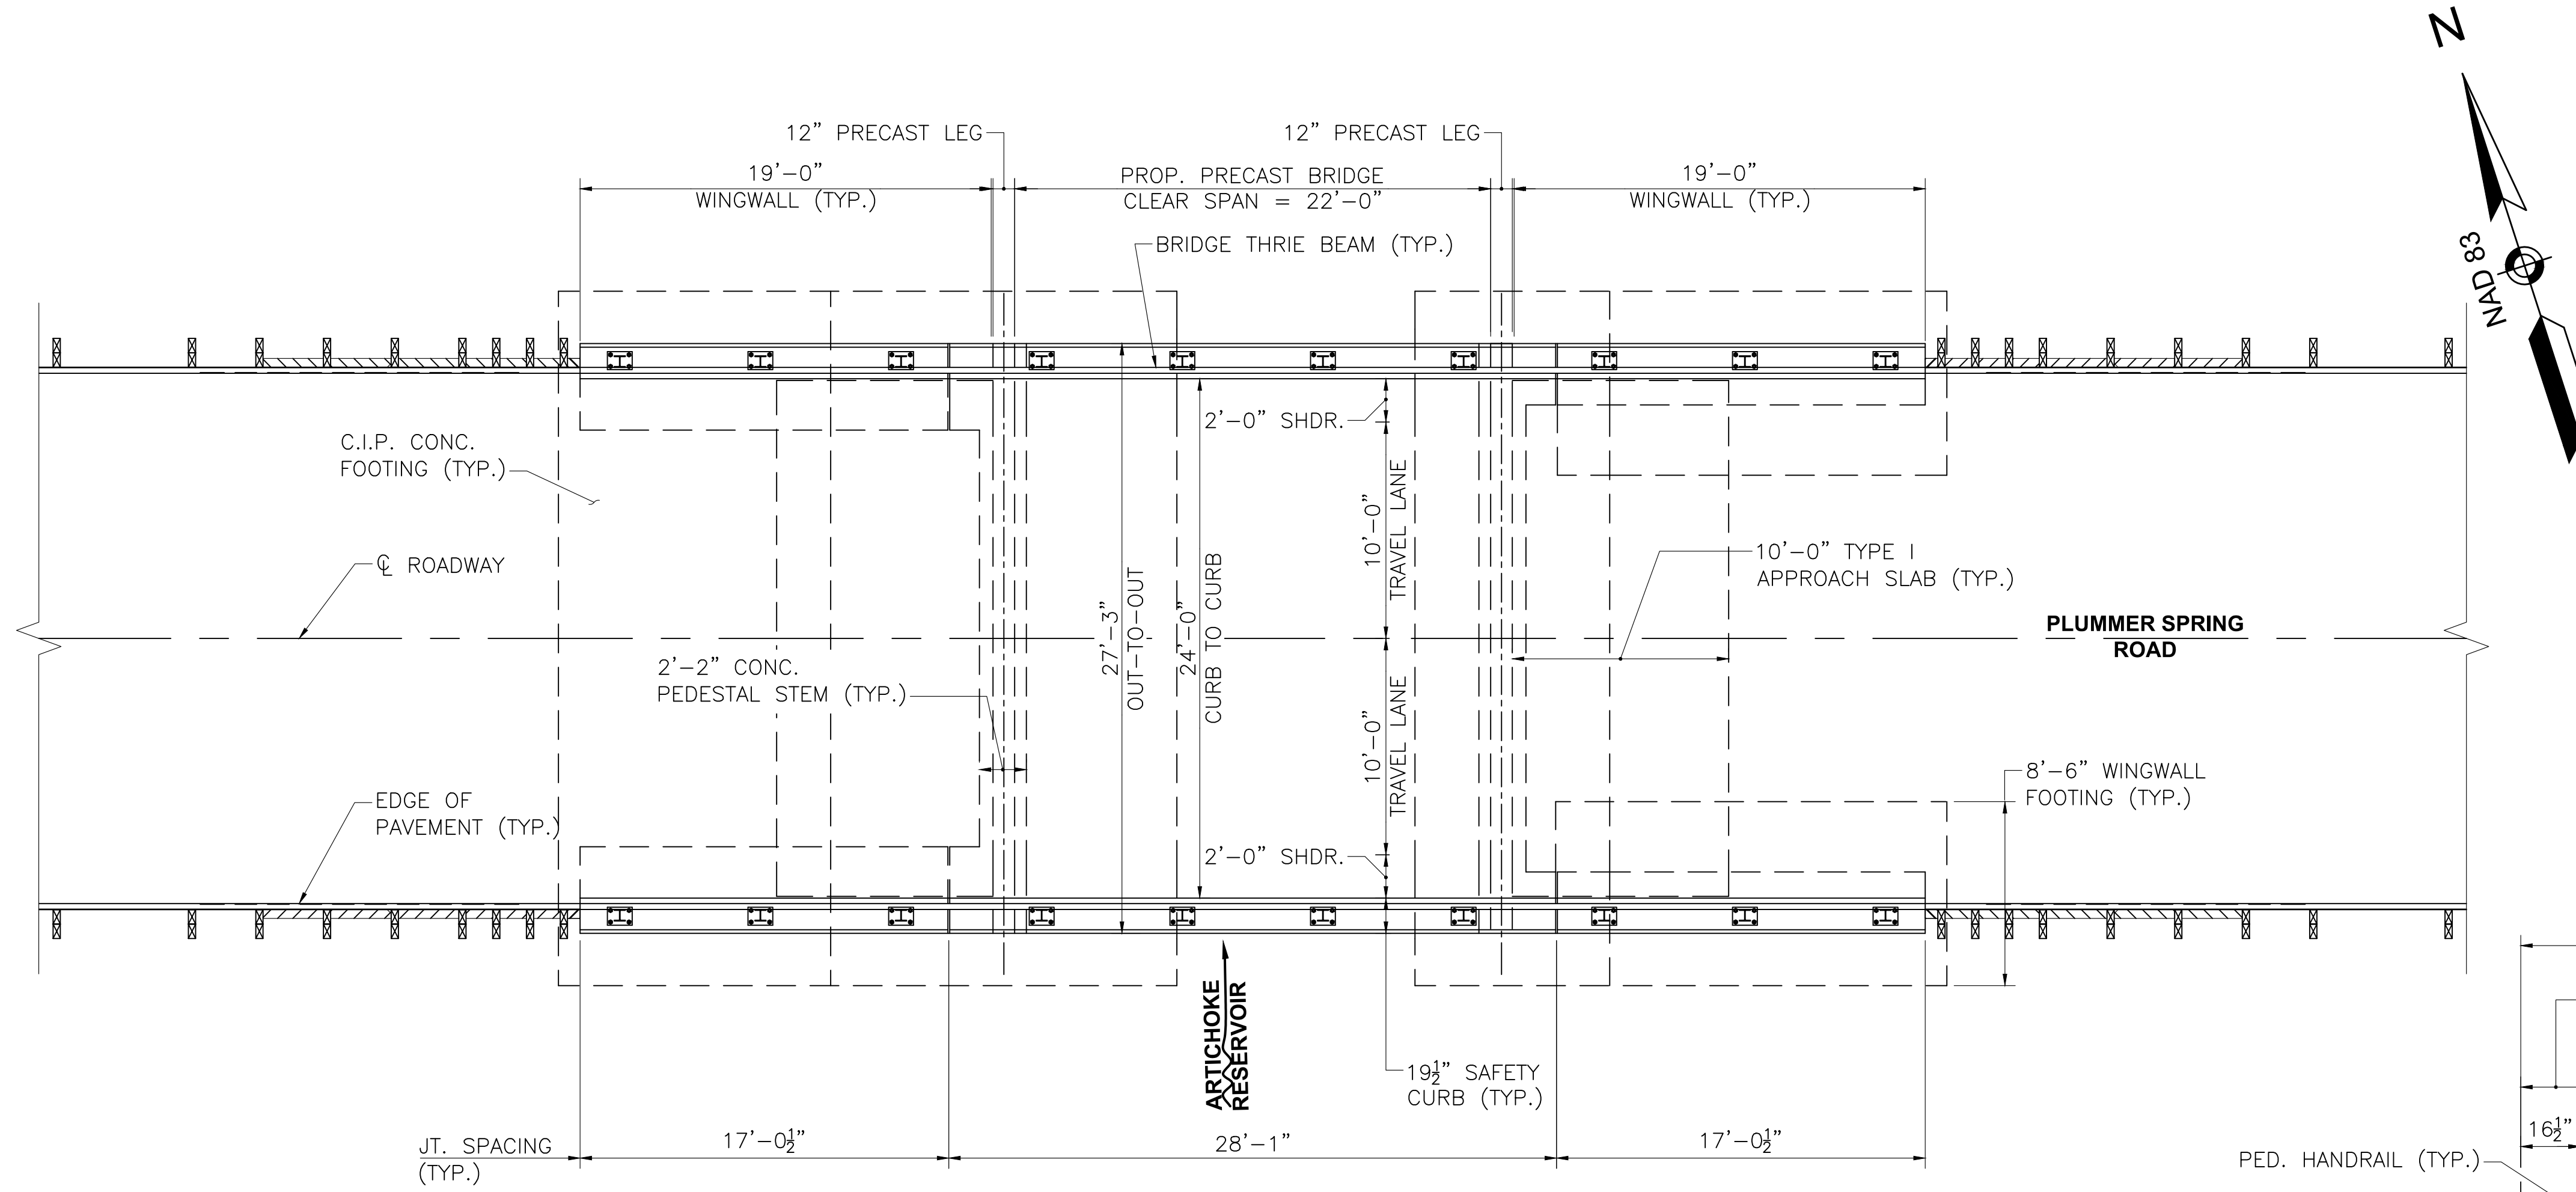 N
NAD 83
12" PRECAST LEG
12" PRECAST LEG
19'-0"
WINGWALL (TYP.)
PROP. PRECAST BRIDGE
CLEAR SPAN = 22'-0"
19'-0"
WINGWALL (TYP.)
BRIDGE THRIE BEAM (TYP.)
2'-0" SHDR.
C.I.P. CONC.
FOOTING (TYP.)
10'-0"
TRAVEL LANE
℄ ROADWAY
10'-0" TYPE I
APPROACH SLAB (TYP.)
27'-3"
OUT-TO-OUT
24'-0"
CURB TO CURB
PLUMMER SPRING
ROAD
2'-2" CONC.
PEDESTAL STEM (TYP.)
10'-0"
TRAVEL LANE
EDGE OF
PAVEMENT (TYP.)
8'-6" WINGWALL
FOOTING (TYP.)
2'-0" SHDR.
ARTICHOKE
RESERVOIR
19½" SAFETY
CURB (TYP.)
JT. SPACING
(TYP.)
17'-0½"
28'-1"
17'-0½"
16½"
PED. HANDRAIL (TYP.)